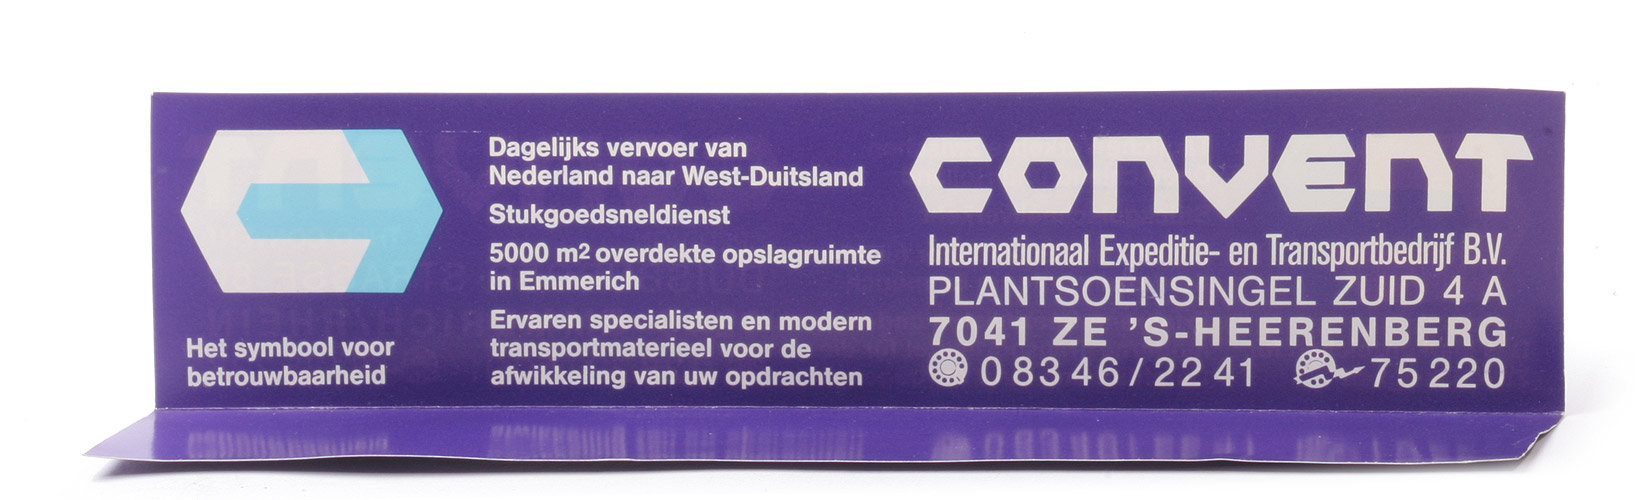 Het symbool voor
betrouwbaarheid
Dagelijks vervoer van
Nederland naar West-Duitsland
Stukgoedsneldienst
5000 m2 overdekte opslagruimte
in Emmerich
Ervaren specialisten en modern
transportmaterieel voor de
afwikkeling van uw opdrachten
CONVENT
Internationaal Expeditie- en Transportbedrijf B.V.
PLANTSOENSINGEL ZUID 4 A
7041 ZE 'S-HEERENBERG
08346/2241 75220